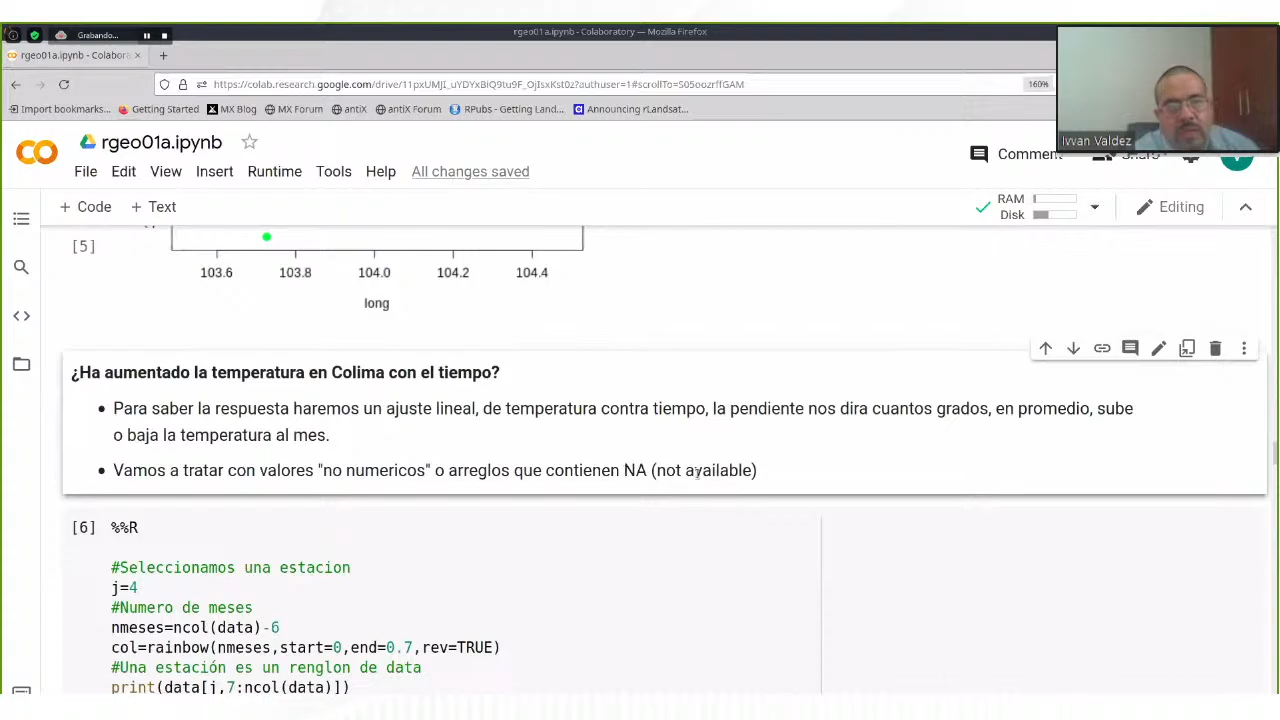 Grabando...
rgeo01a.ipynb - Colaboratory — Mozilla Firefox
rgeo01a.ipynb - Colabora
https://colab.research.google.com/drive/11pxUMJI_uYDYxBiQ9tu9F_OjIsxKst0z?authuser=1#scrollTo=S05oozrffGAM
160%
Import bookmarks...
Getting Started
MX Blog
MX Forum
antiX
antiX Forum
RPubs - Getting Land...
Announcing rLandsat...
Ivvan Valdez
rgeo01a.ipynb
Comment
File Edit View Insert Runtime Tools Help All changes saved
+ Code + Text
RAM
Disk
Editing
[5]
103.6 103.8 104.0 104.2 104.4
long
¿Ha aumentado la temperatura en Colima con el tiempo?
• Para saber la respuesta haremos un ajuste lineal, de temperatura contra tiempo, la pendiente nos dira cuantos grados, en promedio, sube
o baja la temperatura al mes.
• Vamos a tratar con valores "no numericos" o arreglos que contienen NA (not available)
[6] %%R
#Seleccionamos una estacion
j=4
#Numero de meses
nmeses=ncol(data)-6
col=rainbow(nmeses,start=0,end=0.7,rev=TRUE)
#Una estación es un renglon de data
print(data[j,7:ncol(data)])